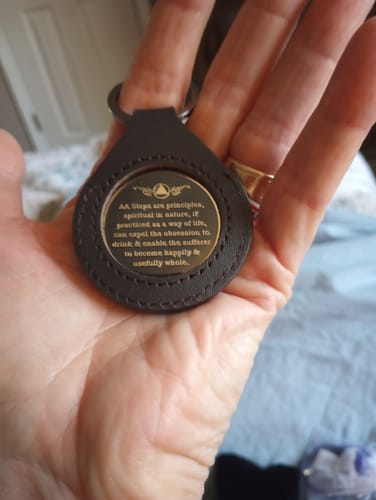 AA Steps are principles,
spiritual in nature, if
practiced as a way of life,
can expel the obsession to
drink & enable the sufferer
to become happily &
usefully whole.